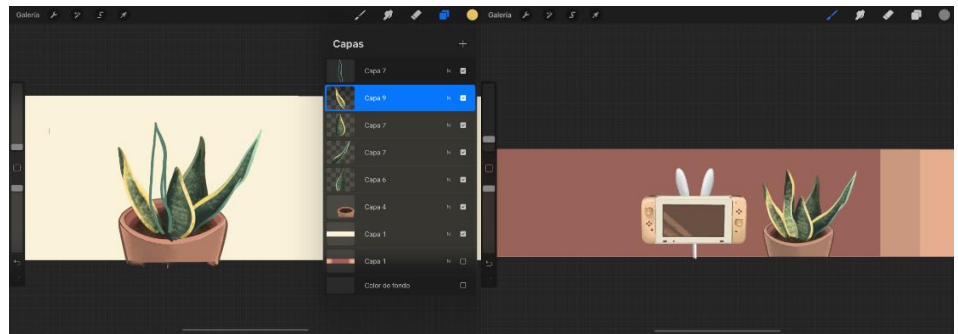 Galería
Capas
Capa 7
N
Capa 9
N
Capa 7
N
Capa 7
N
Capa 6
N
Capa 4
N
Capa 1
N
Capa 1
N
Color de fondo
Galería